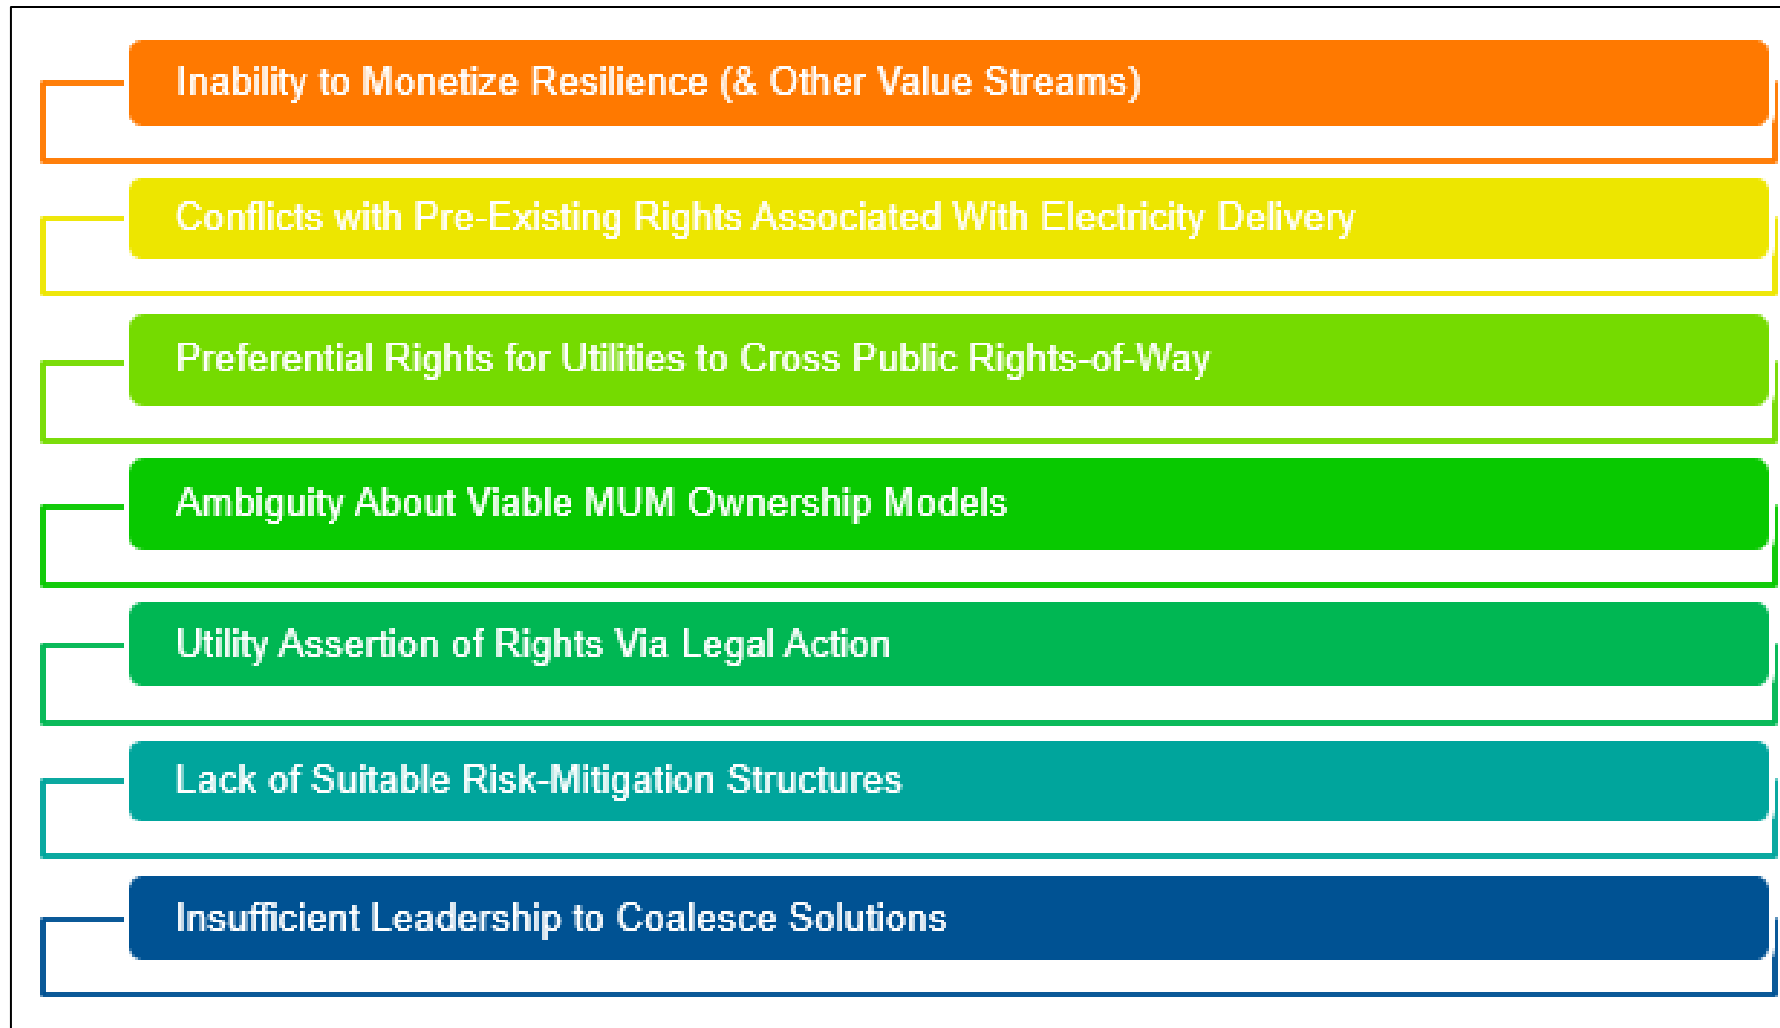 Inability to Monetize Resilience (& Other Value Streams)
Conflicts with Pre-Existing Rights Associated With Electricity Delivery
Preferential Rights for Utilities to Cross Public Rights-of-Way
Ambiguity About Viable MUM Ownership Models
Utility Assertion of Rights Via Legal Action
Lack of Suitable Risk-Mitigation Structures
Insufficient Leadership to Coalesce Solutions